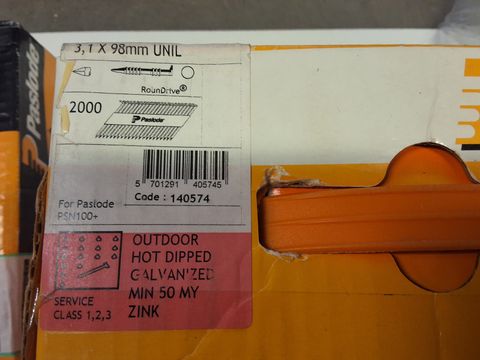 3,1 X 98mm UNIL
RounDrive®
2000
Paslode®
5 701291 405745
Code: 140574
For Paslode
PSN100+
OUTDOOR
HOT DIPPED
GALVANIZED
MIN 50 MY
ZINK
SERVICE
CLASS 1,2,3
Paslode